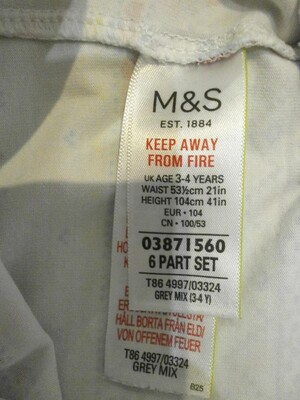 M&S
EST. 1884
KEEP AWAY
FROM FIRE
UK AGE 3-4 YEARS
WAIST 53½cm 21in
HEIGHT 104cm 41in
EUR • 104
CN • 100/53
03871560
6 PART SET
T86 4997/03324
GREY MIX (3-4 Y)
HÅLL BORTA FRÅN ELD/
VON OFFENEM FEUER
T86 4997/03324
GREY MIX
B25